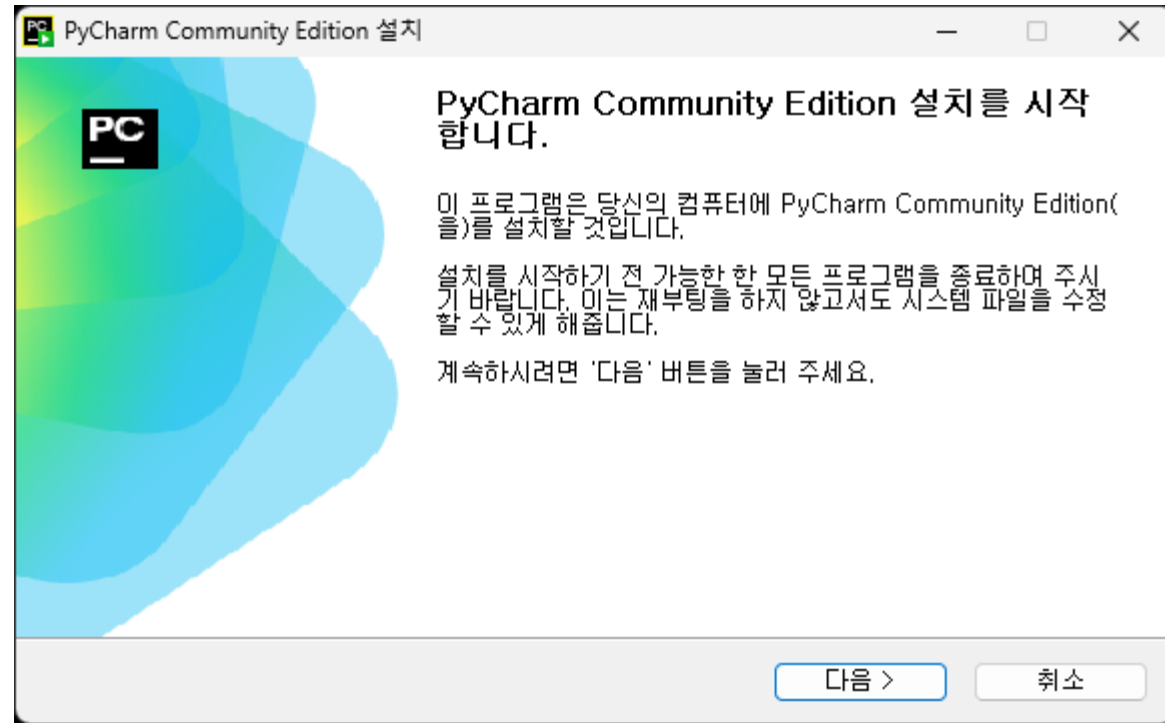 PyCharm Community Edition 설치
PC
PyCharm Community Edition 설치를 시작
합니다.
이 프로그램은 당신의 컴퓨터에 PyCharm Community Edition(
을)를 설치할 것입니다.
설치를 시작하기 전 가능한 한 모든 프로그램을 종료하여 주시
기 바랍니다. 이는 재부팅을 하지 않고서도 시스템 파일을 수정
할 수 있게 해줍니다.
계속하시려면 '다음' 버튼을 눌러 주세요.
다음 >
취소